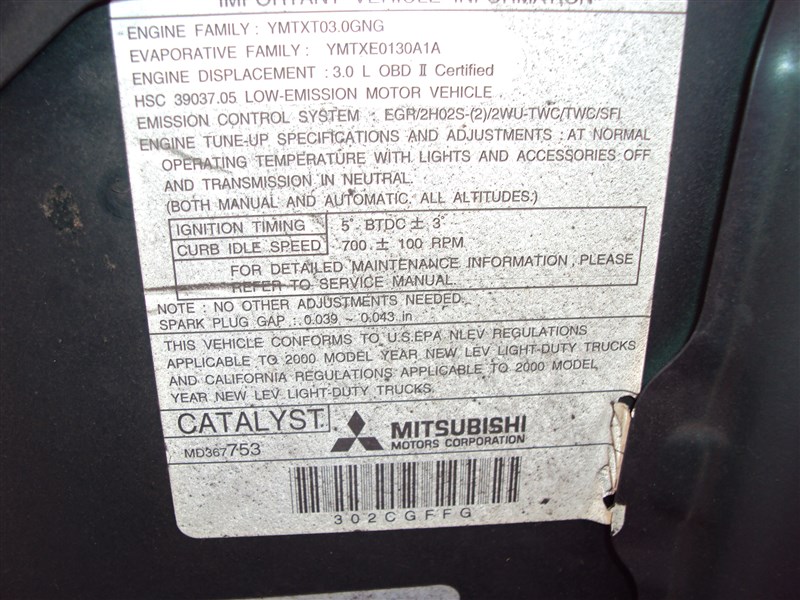 IMPORTANT VEHICLE INFORMATION
ENGINE FAMILY : YMTXT03.0GNG
EVAPORATIVE FAMILY : YMTXE0130A1A
ENGINE DISPLACEMENT : 3.0 L OBD II Certified
HSC 39037.05 LOW-EMISSION MOTOR VEHICLE
EMISSION CONTROL SYSTEM : EGR/2HO2S-(2)/2WU-TWC/TWC/SFI
ENGINE TUNE-UP SPECIFICATIONS AND ADJUSTMENTS : AT NORMAL
OPERATING TEMPERATURE WITH LIGHTS AND ACCESSORIES OFF
AND TRANSMISSION IN NEUTRAL.
(BOTH MANUAL AND AUTOMATIC. ALL ALTITUDES.)
IGNITION TIMING 5° BTDC ± 3°
CURB IDLE SPEED 700 ± 100 RPM
FOR DETAILED MAINTENANCE INFORMATION, PLEASE
REFER TO SERVICE MANUAL.
NOTE : NO OTHER ADJUSTMENTS NEEDED.
SPARK PLUG GAP : 0.039 ~ 0.043 in
THIS VEHICLE CONFORMS TO U.S.EPA NLEV REGULATIONS
APPLICABLE TO 2000 MODEL YEAR NEW LEV LIGHT-DUTY TRUCKS
AND CALIFORNIA REGULATIONS APPLICABLE TO 2000 MODEL
YEAR NEW LEV LIGHT-DUTY TRUCKS.
CATALYST
MITSUBISHI
MOTORS CORPORATION
MD367753
302CGFFG